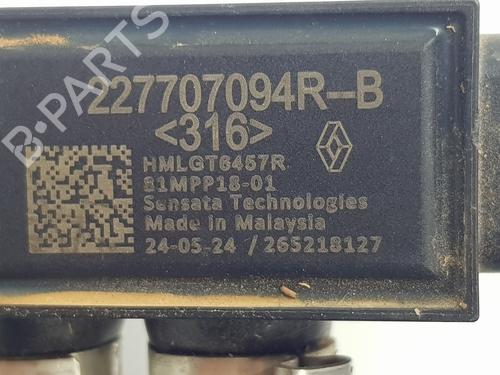 B-PARTS
227707094R-B
<316>
HMLGT6457R
81MPP18-01
Sensata Technologies
Made in Malaysia
24-05-24 / 265218127